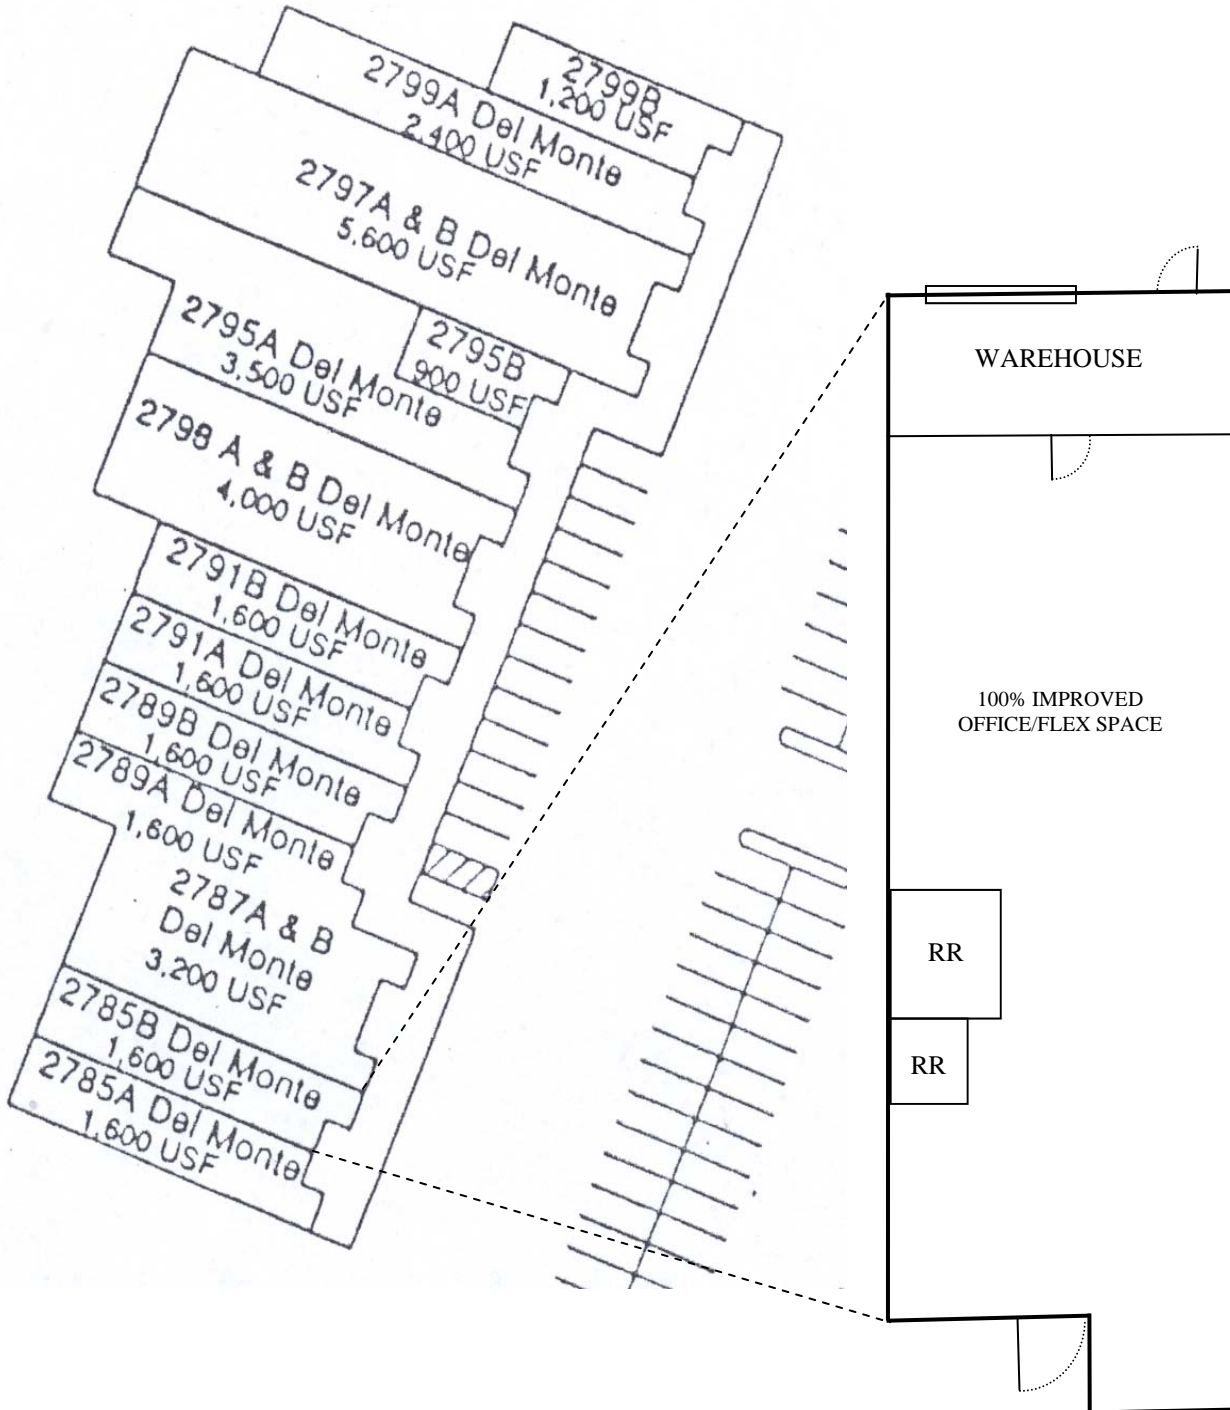 2799B
1,200 USF
2799A Del Monte
2,400 USF
2797A & B Del Monte
5,600 USF
2795B
900 USF
2795A Del Monte
3,500 USF
2798 A & B Del Monte
4,000 USF
2791B Del Monte
1,600 USF
2791A Del Monte
1,600 USF
2789B Del Monte
1,600 USF
2789A Del Monte
1,600 USF
2787A & B
Del Monte
3,200 USF
2785B Del Monte
1,600 USF
2785A Del Monte
1,600 USF
WAREHOUSE
100% IMPROVED
OFFICE/FLEX SPACE
RR
RR